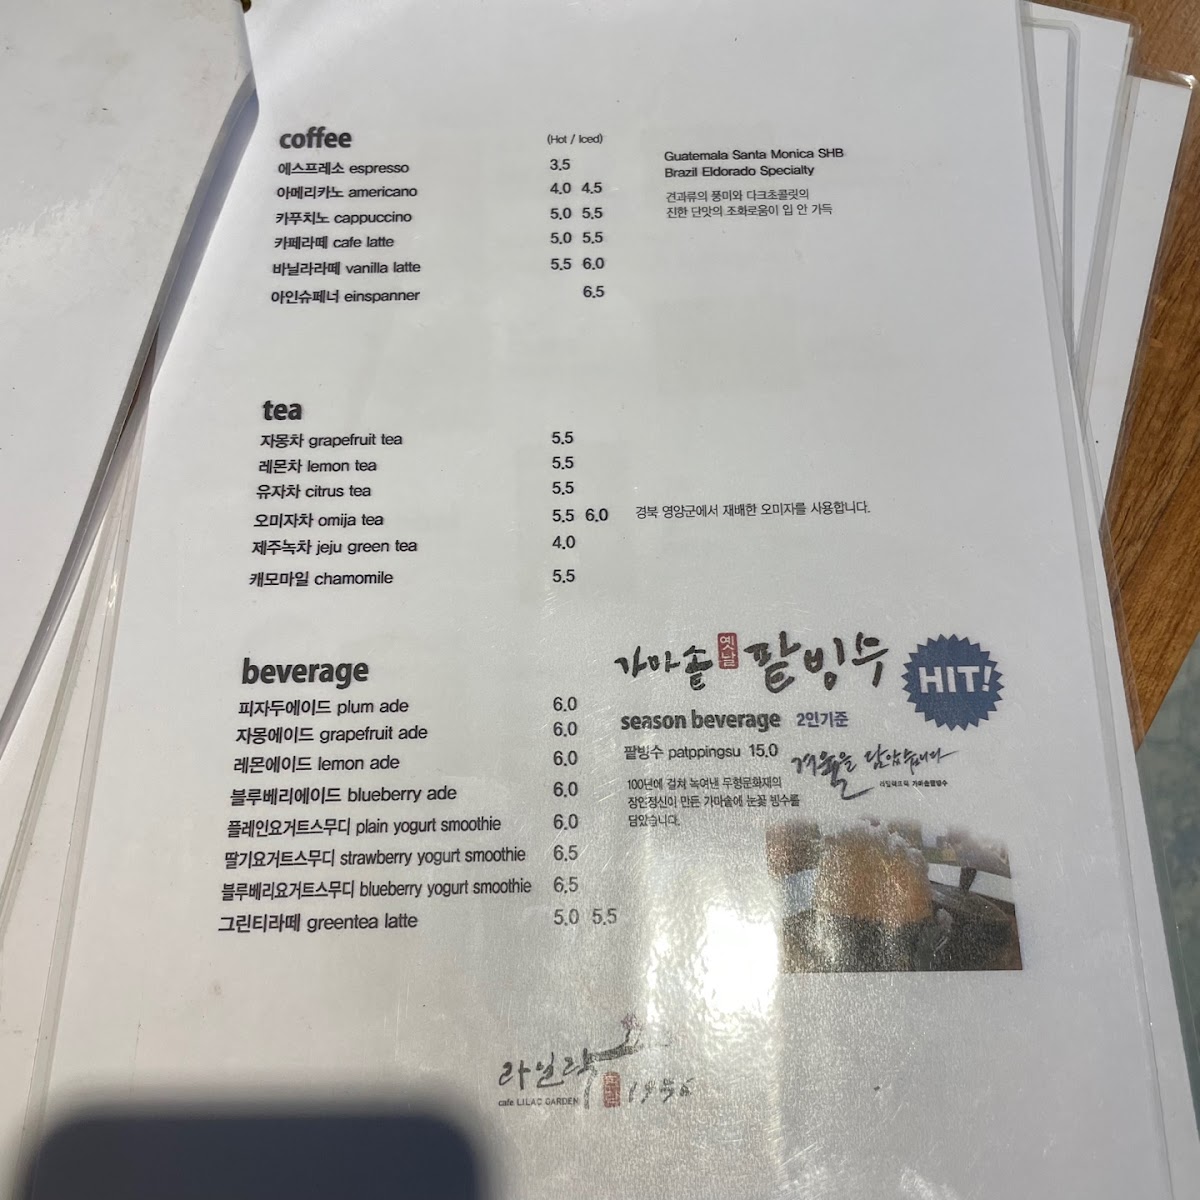 coffee (Hot / Iced)
에스프레소 espresso 3.5
아메리카노 americano 4.0 4.5
카푸치노 cappuccino 5.0 5.5
카페라떼 cafe latte 5.0 5.5
바닐라라떼 vanilla latte 5.5 6.0
아인슈페너 einspanner 6.5
Guatemala Santa Monica SHB
Brazil Eldorado Specialty
견과류의 풍미와 다크초콜릿의
진한 단맛의 조화로움이 입 안 가득
tea
자몽차 grapefruit tea 5.5
레몬차 lemon tea 5.5
유자차 citrus tea 5.5
오미자차 omija tea 5.5 6.0 경북 영양군에서 재배한 오미자를 사용합니다.
제주녹차 jeju green tea 4.0
캐모마일 chamomile 5.5
beverage
피자두에이드 plum ade 6.0
자몽에이드 grapefruit ade 6.0
레몬에이드 lemon ade 6.0
블루베리에이드 blueberry ade 6.0
플레인요거트스무디 plain yogurt smoothie 6.0
딸기요거트스무디 strawberry yogurt smoothie 6.5
블루베리요거트스무디 blueberry yogurt smoothie 6.5
그린티라떼 greentea latte 5.0 5.5
가마솥 옛날 팥빙수 HIT!
season beverage 2인기준
팥빙수 patppingsu 15.0
겨울을 담았습니다
가마솥팥빙수
100년에 걸쳐 녹여낸 무형문화재의
장인정신이 만든 가마솥에 눈꽃 빙수를
담았습니다.
라일락
cafe LILAC GARDEN 1956